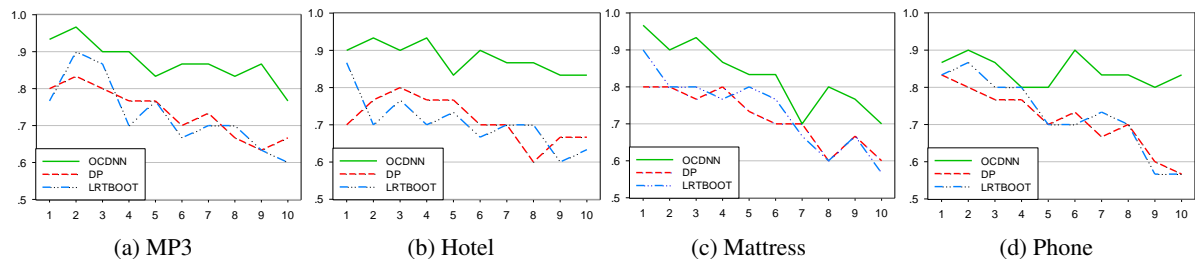 1.0
.9
.8
.7
.6
.5
OCDNN
DP
LRTBOOT
1 2 3 4 5 6 7 8 9 10
(a) MP3
1.0
.9
.8
.7
.6
.5
OCDNN
DP
LRTBOOT
1 2 3 4 5 6 7 8 9 10
(b) Hotel
1.0
.9
.8
.7
.6
.5
OCDNN
DP
LRTBOOT
1 2 3 4 5 6 7 8 9 10
(c) Mattress
1.0
.9
.8
.7
.6
.5
OCDNN
DP
LRTBOOT
1 2 3 4 5 6 7 8 9 10
(d) Phone